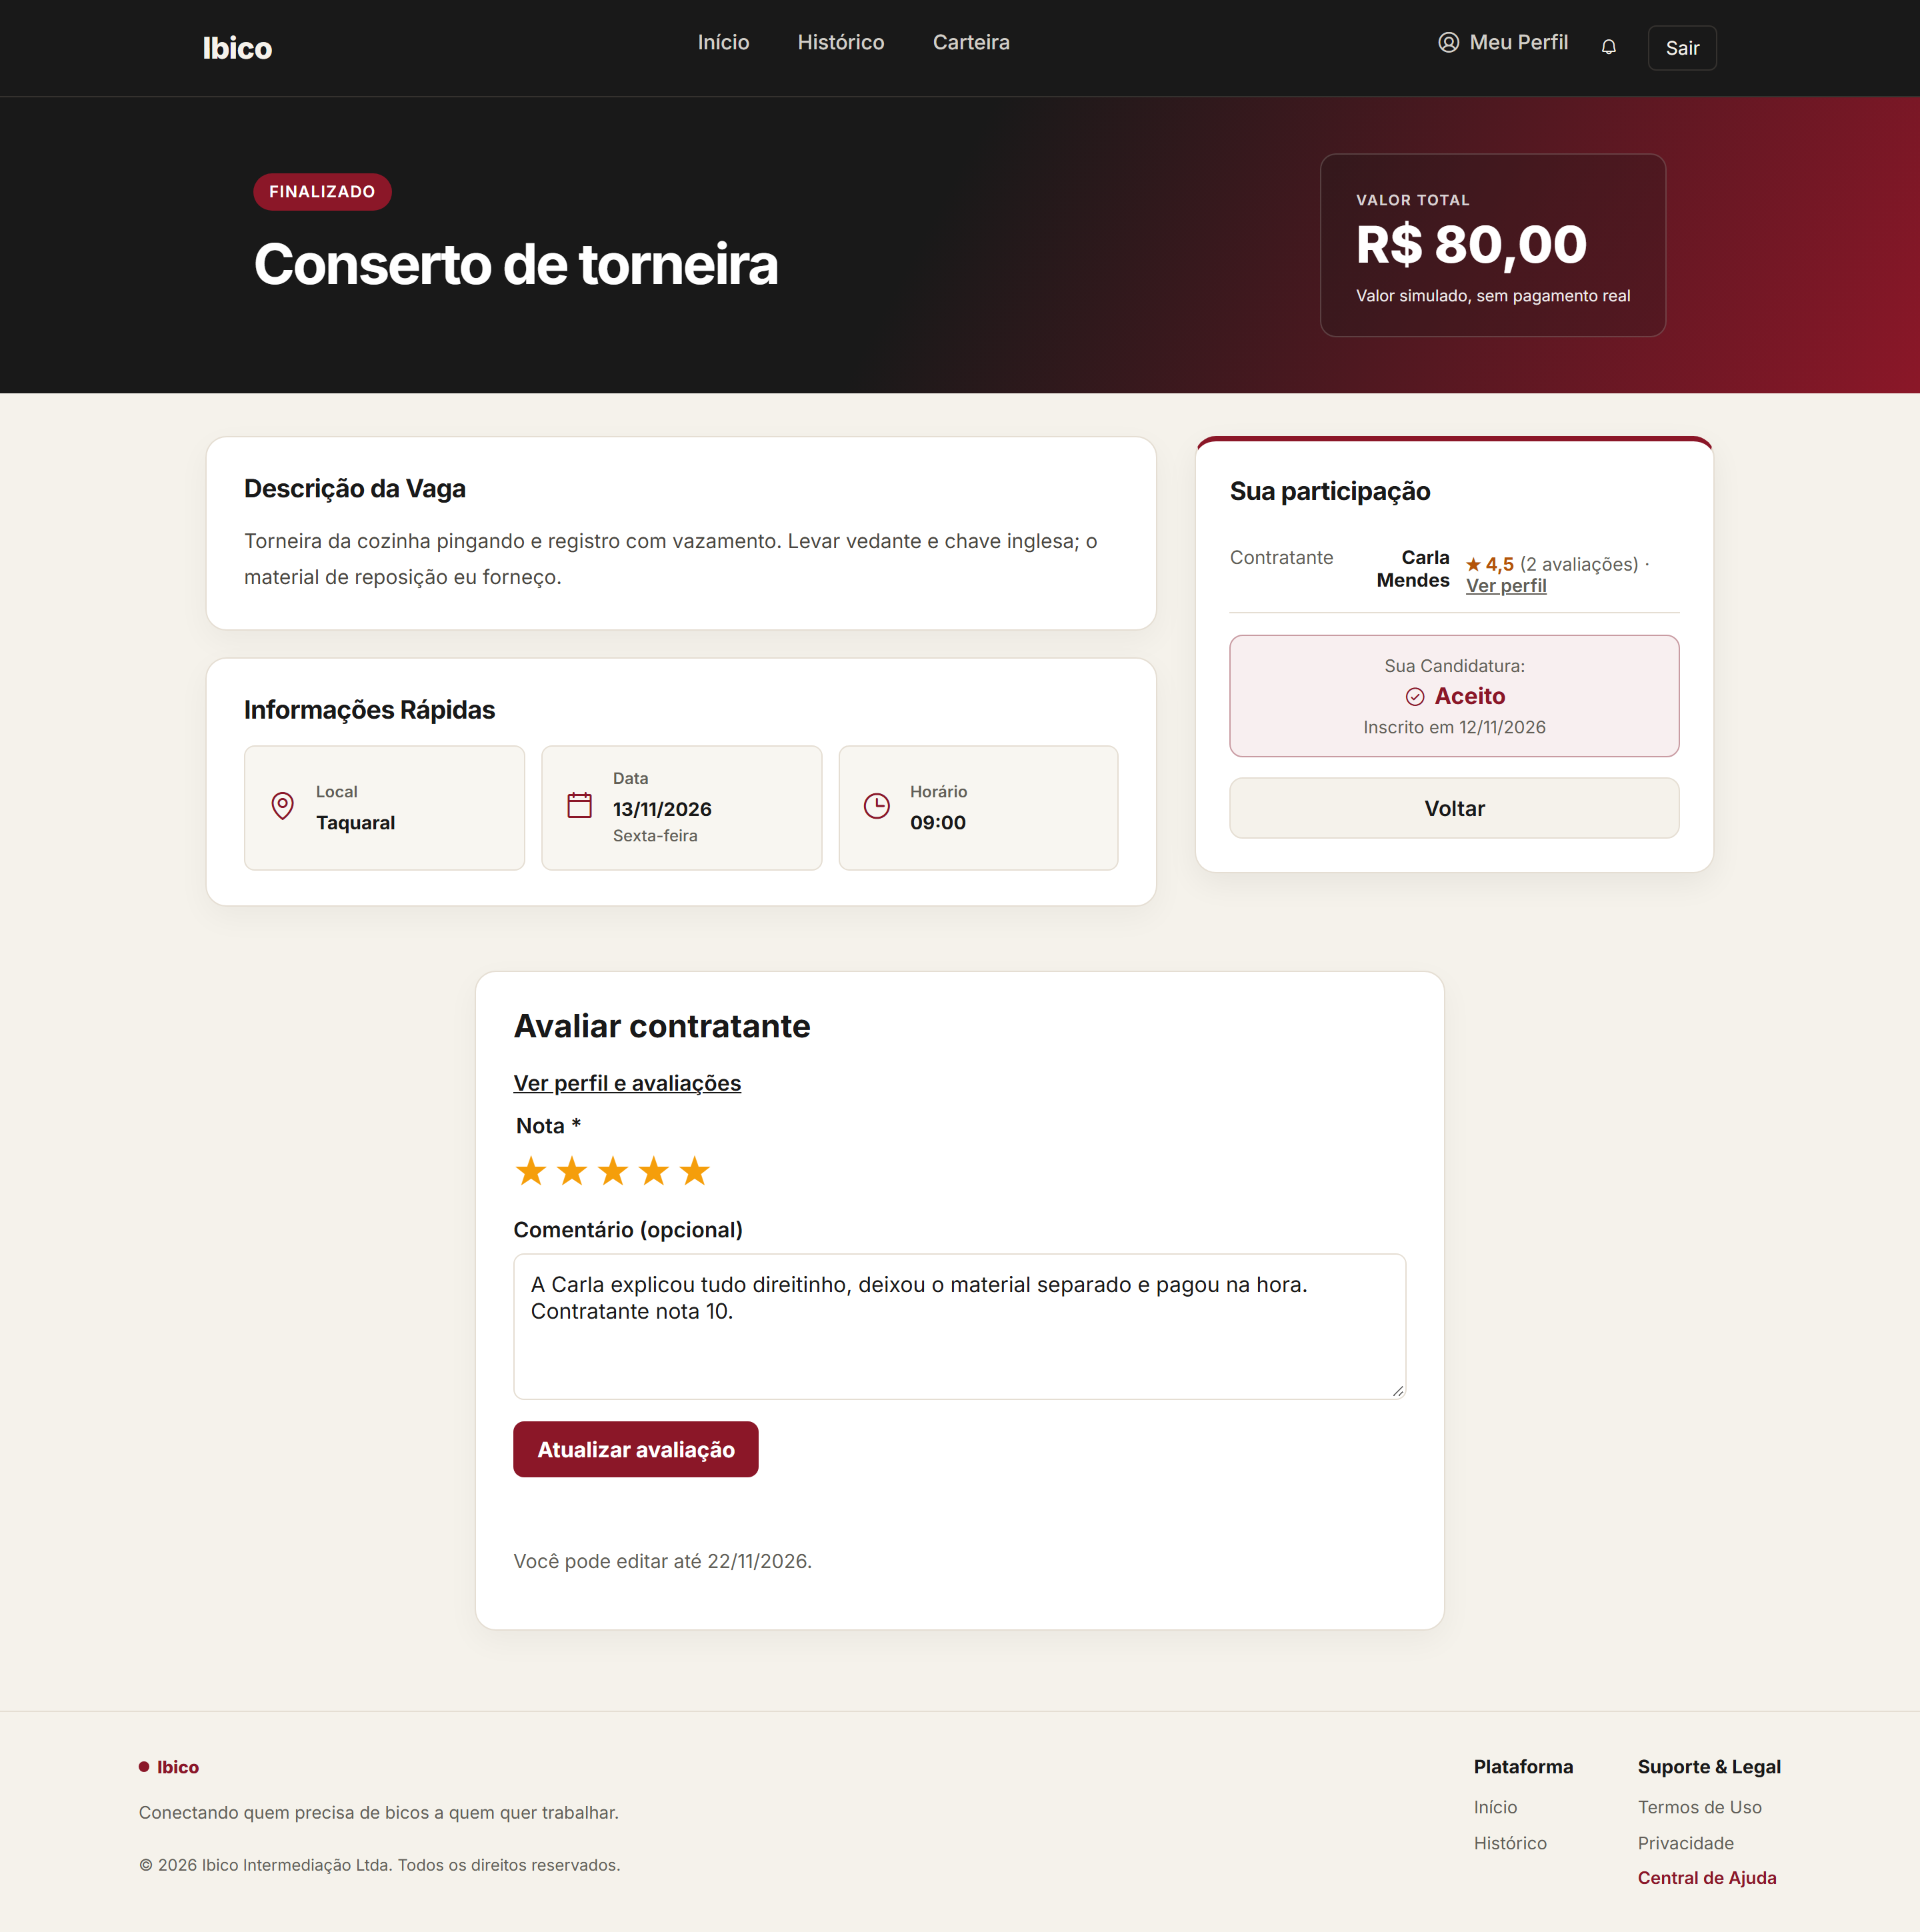 Ibico
Início
Histórico
Carteira
Meu Perfil
Sair
FINALIZADO
Conserto de torneira
VALOR TOTAL
R$ 80,00
Valor simulado, sem pagamento real
Descrição da Vaga
Torneira da cozinha pingando e registro com vazamento. Levar vedante e chave inglesa; o
material de reposição eu forneço.
Informações Rápidas
Local
Taquaral
Data
13/11/2026
Sexta-feira
Horário
09:00
Sua participação
Contratante
Carla
Mendes
★ 4,5 (2 avaliações) ·
Ver perfil
Sua Candidatura:
Aceito
Inscrito em 12/11/2026
Voltar
Avaliar contratante
Ver perfil e avaliações
Nota *
★★★★★
Comentário (opcional)
A Carla explicou tudo direitinho, deixou o material separado e pagou na hora.
Contratante nota 10.
Atualizar avaliação
Você pode editar até 22/11/2026.
Ibico
Conectando quem precisa de bicos a quem quer trabalhar.
© 2026 Ibico Intermediação Ltda. Todos os direitos reservados.
Plataforma
Início
Histórico
Suporte & Legal
Termos de Uso
Privacidade
Central de Ajuda